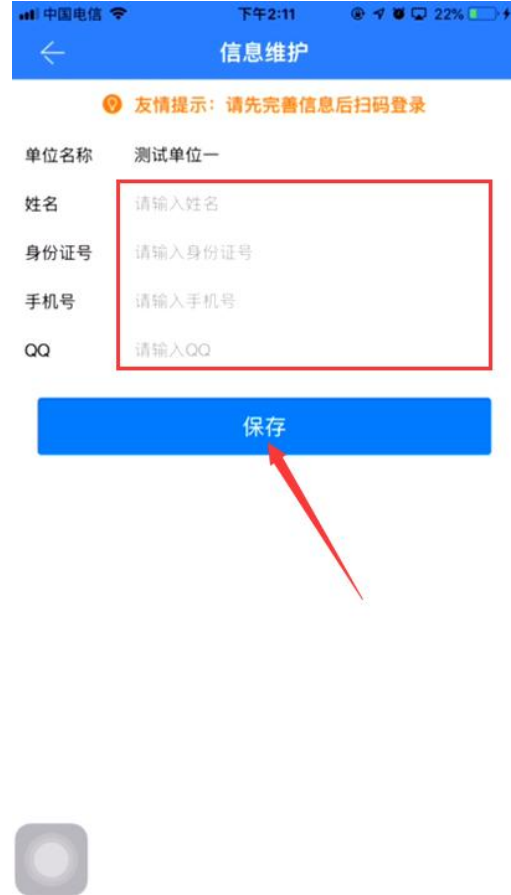 中国电信 下午2:11 22%
信息维护
友情提示：请先完善信息后扫码登录
单位名称 测试单位一
姓名 请输入姓名
身份证号 请输入身份证号
手机号 请输入手机号
QQ 请输入QQ
保存